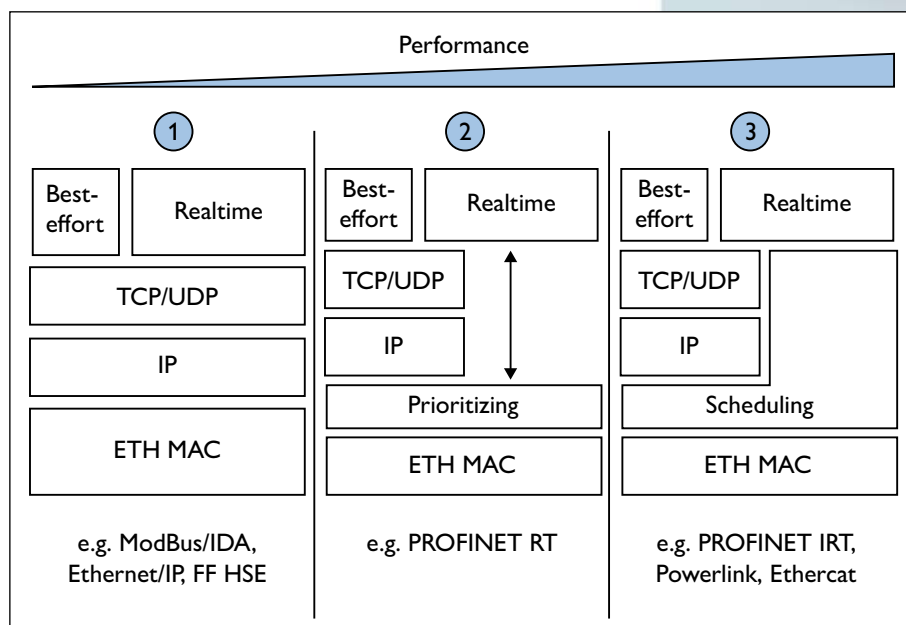 Performance
1
Best-
effort
Realtime
TCP/UDP
IP
ETH MAC
e.g. ModBus/IDA,
Ethernet/IP, FF HSE
2
Best-
effort
Realtime
TCP/UDP
IP
Prioritizing
ETH MAC
e.g. PROFINET RT
3
Best-
effort
Realtime
TCP/UDP
IP
Scheduling
ETH MAC
e.g. PROFINET IRT,
Powerlink, Ethercat